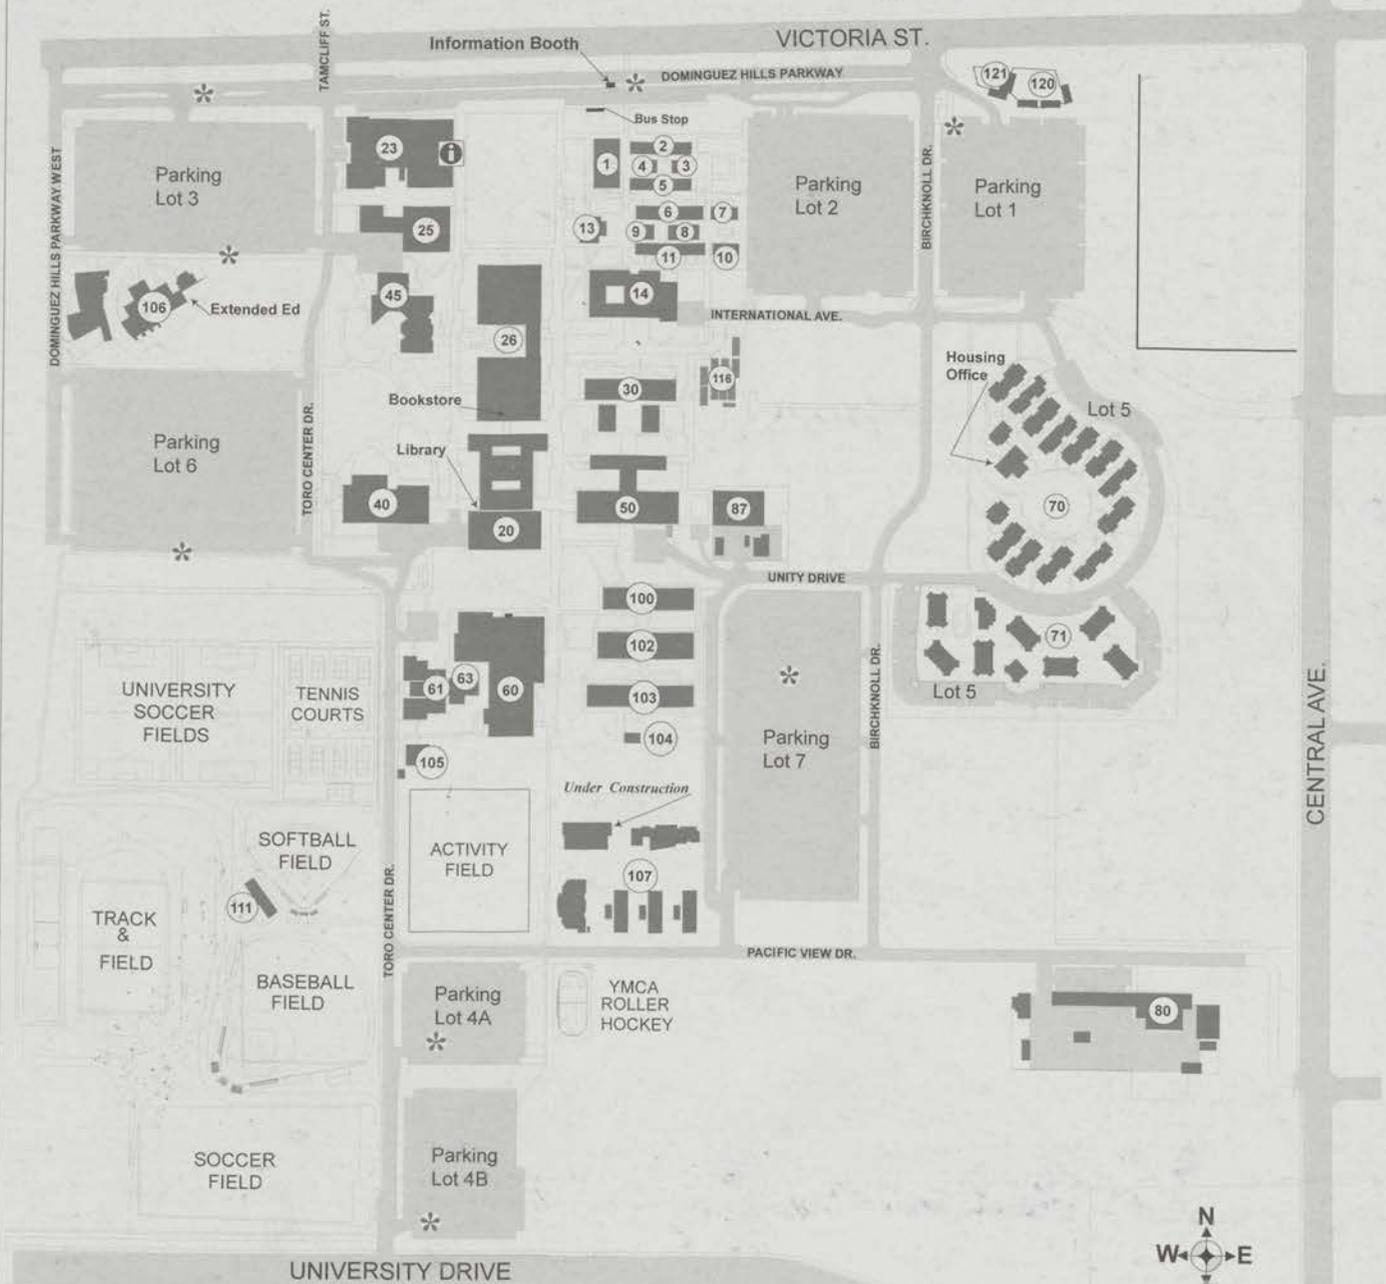 VICTORIA ST.
TAMCLIFF ST.
Information Booth
DOMINGUEZ HILLS PARKWAY
121
120
Bus Stop
23
i
1
2
4
3
5
Parking
Lot 3
Parking
Lot 2
BIRCHKNOLL DR.
Parking
Lot 1
DOMINGUEZ HILLS PARKWAY WEST
25
13
6
7
9
8
11
10
106
Extended Ed
45
14
INTERNATIONAL AVE.
26
Housing
Office
116
30
Bookstore
Lot 5
Parking
Lot 6
TORO CENTER DR.
Library
40
20
50
87
70
UNITY DRIVE
100
102
71
UNIVERSITY
SOCCER
FIELDS
TENNIS
COURTS
61
63
60
103
Lot 5
BIRCHKNOLL DR.
CENTRAL AVE.
104
Parking
Lot 7
105
Under Construction
SOFTBALL
FIELD
ACTIVITY
FIELD
107
111
TRACK
&
FIELD
TORO CENTER DR.
PACIFIC VIEW DR.
BASEBALL
FIELD
Parking
Lot 4A
YMCA
ROLLER
HOCKEY
80
SOCCER
FIELD
Parking
Lot 4B
N
W
E
UNIVERSITY DRIVE